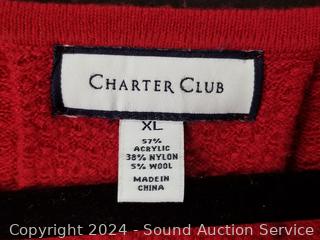 CHARTER CLUB
XL
57%
ACRYLIC
38% NYLON
5% WOOL
MADE IN
CHINA
Copyright 2024 - Sound Auction Service